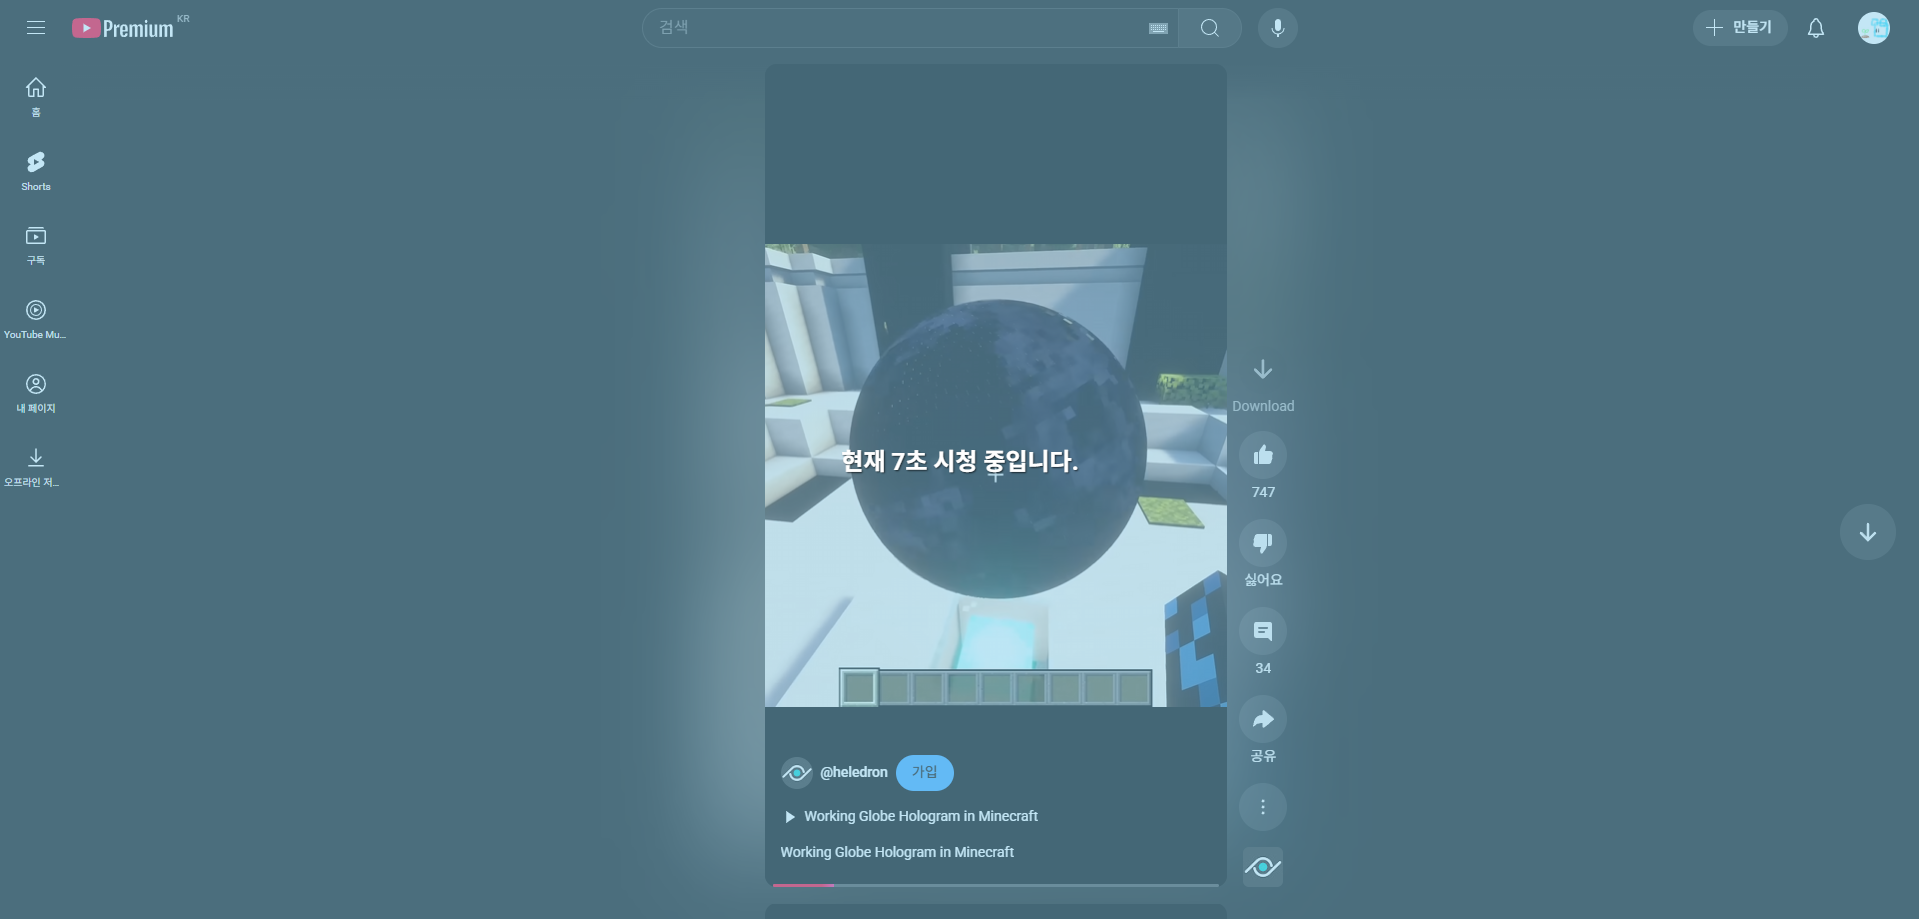 Premium KR
검색
만들기
홈
Shorts
구독
YouTube Mu...
내 페이지
오프라인 저...
현재 7초 시청 중입니다.
Download
747
싫어요
34
공유
@heledron
가입
Working Globe Hologram in Minecraft
Working Globe Hologram in Minecraft